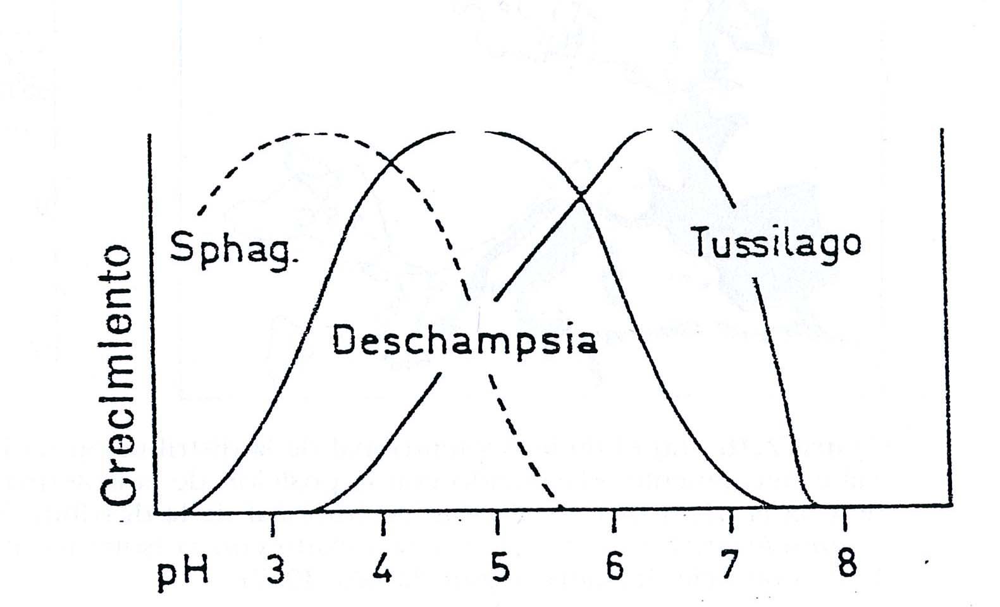 Sphag.
Tussilago
Deschampsia
Crecimiento
pH 3 4 5 6 7 8